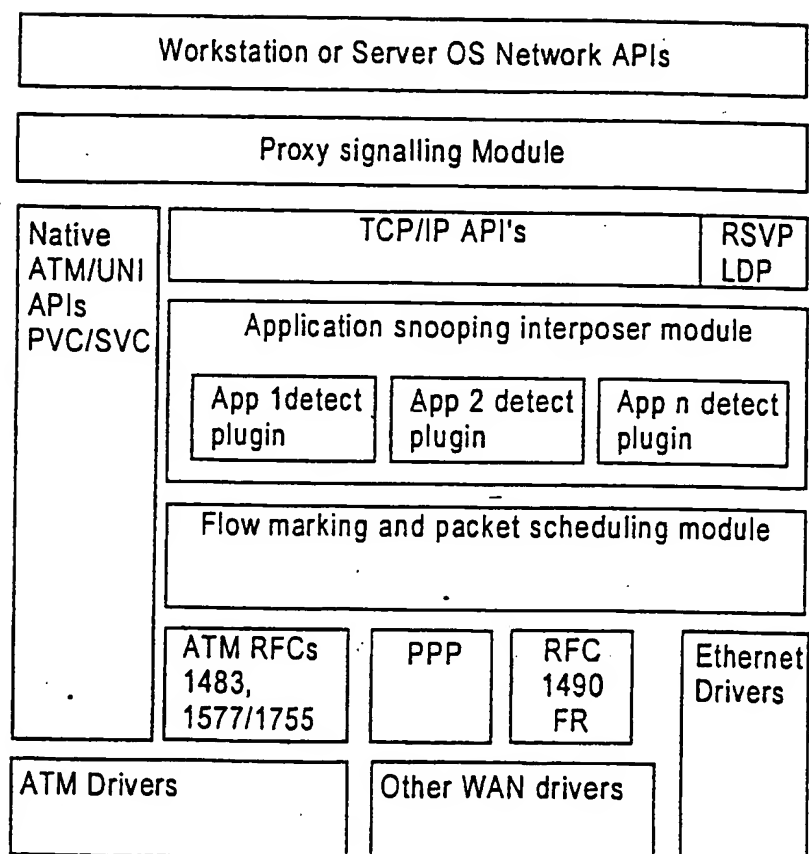 Workstation or Server OS Network APIs
Proxy signalling Module
Native
ATM/UNI
APIs
PVC/SVC
TCP/IP API's
RSVP
LDP
Application snooping interposer module
App 1detect
plugin
App 2 detect
plugin
App n detect
plugin
Flow marking and packet scheduling module
ATM RFCs
1483,
1577/1755
PPP
RFC
1490
FR
Ethernet
Drivers
ATM Drivers
Other WAN drivers